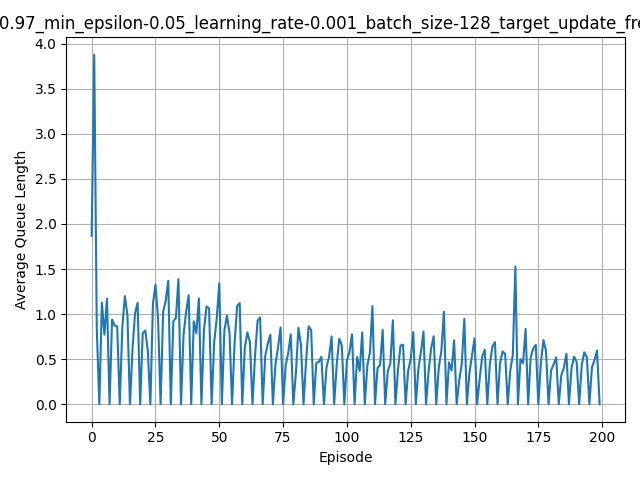 0.97_min_epsilon-0.05_learning_rate-0.001_batch_size-128_target_update_fre
4.0
3.5
3.0
2.5
2.0
1.5
1.0
0.5
0.0
Average Queue Length
0 25 50 75 100 125 150 175 200
Episode